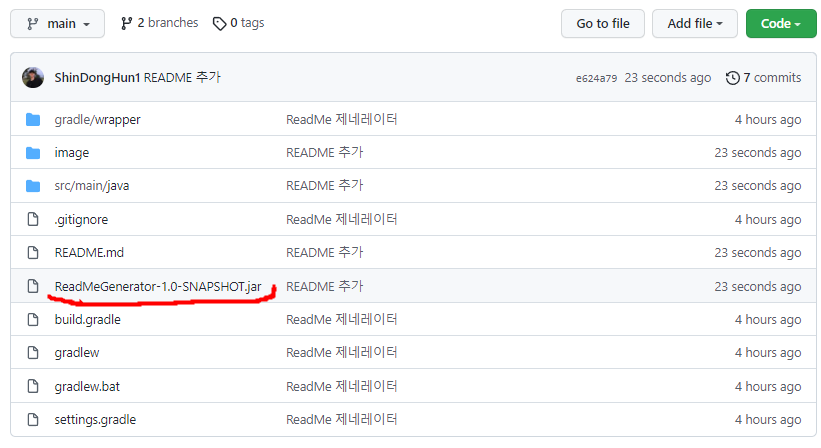 main 2 branches 0 tags Go to file Add file Code
ShinDongHun1 README 추가 e624a79 23 seconds ago 7 commits
gradle/wrapper ReadMe 제네레이터 4 hours ago
image README 추가 23 seconds ago
src/main/java README 추가 23 seconds ago
.gitignore ReadMe 제네레이터 4 hours ago
README.md README 추가 23 seconds ago
ReadMeGenerator-1.0-SNAPSHOT.jar README 추가 23 seconds ago
build.gradle ReadMe 제네레이터 4 hours ago
gradlew ReadMe 제네레이터 4 hours ago
gradlew.bat ReadMe 제네레이터 4 hours ago
settings.gradle ReadMe 제네레이터 4 hours ago